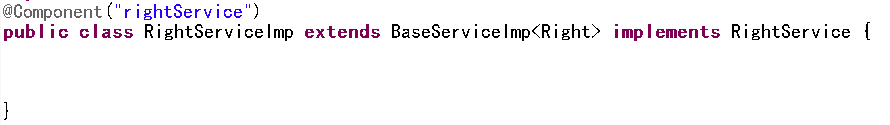 @Component("rightService")
public class RightServiceImp extends BaseServiceImp<Right> implements RightService {
}